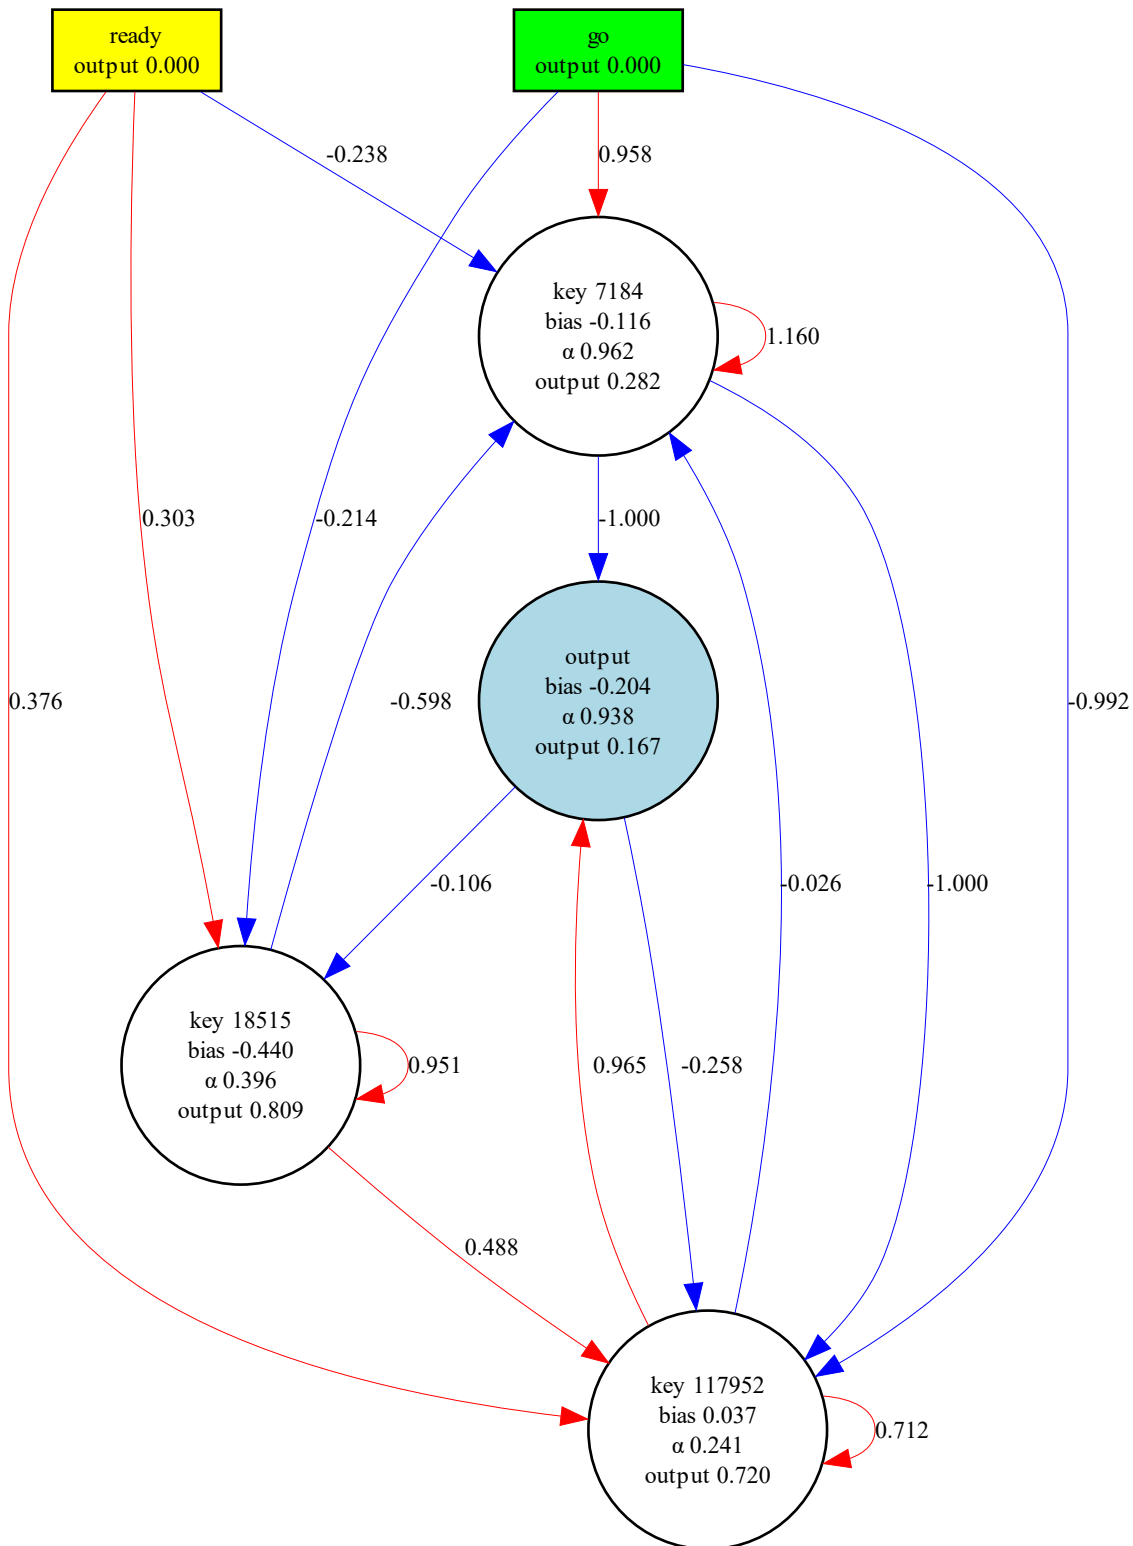 ready
output 0.000
go
output 0.000
-0.238
0.958
key 7184
bias -0.116
α 0.962
output 0.282
1.160
0.303
-0.214
-1.000
output
bias -0.204
α 0.938
output 0.167
0.376
-0.598
-0.992
-0.106
-0.026
-1.000
key 18515
bias -0.440
α 0.396
output 0.809
0.951
0.965
-0.258
0.488
key 117952
bias 0.037
α 0.241
output 0.720
0.712